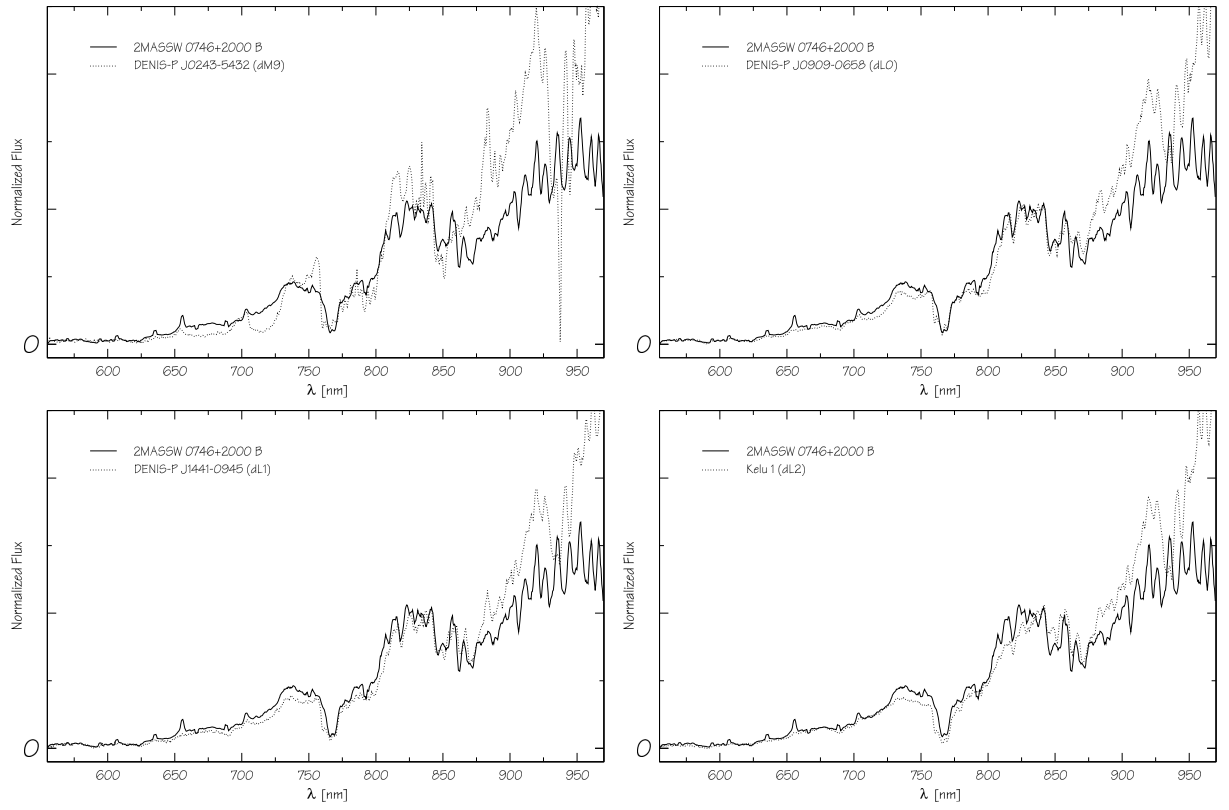 2MASSW 0746+2000 B
DENIS-P J0243-5432 (dM9)
Normalized Flux
0
600 650 700 750 800 850 900 950
λ [nm]
2MASSW 0746+2000 B
DENIS-P J0909-0658 (dL0)
Normalized Flux
0
600 650 700 750 800 850 900 950
λ [nm]
2MASSW 0746+2000 B
DENIS-P J1441-0945 (dL1)
Normalized Flux
0
600 650 700 750 800 850 900 950
λ [nm]
2MASSW 0746+2000 B
Kelu 1 (dL2)
Normalized Flux
0
600 650 700 750 800 850 900 950
λ [nm]